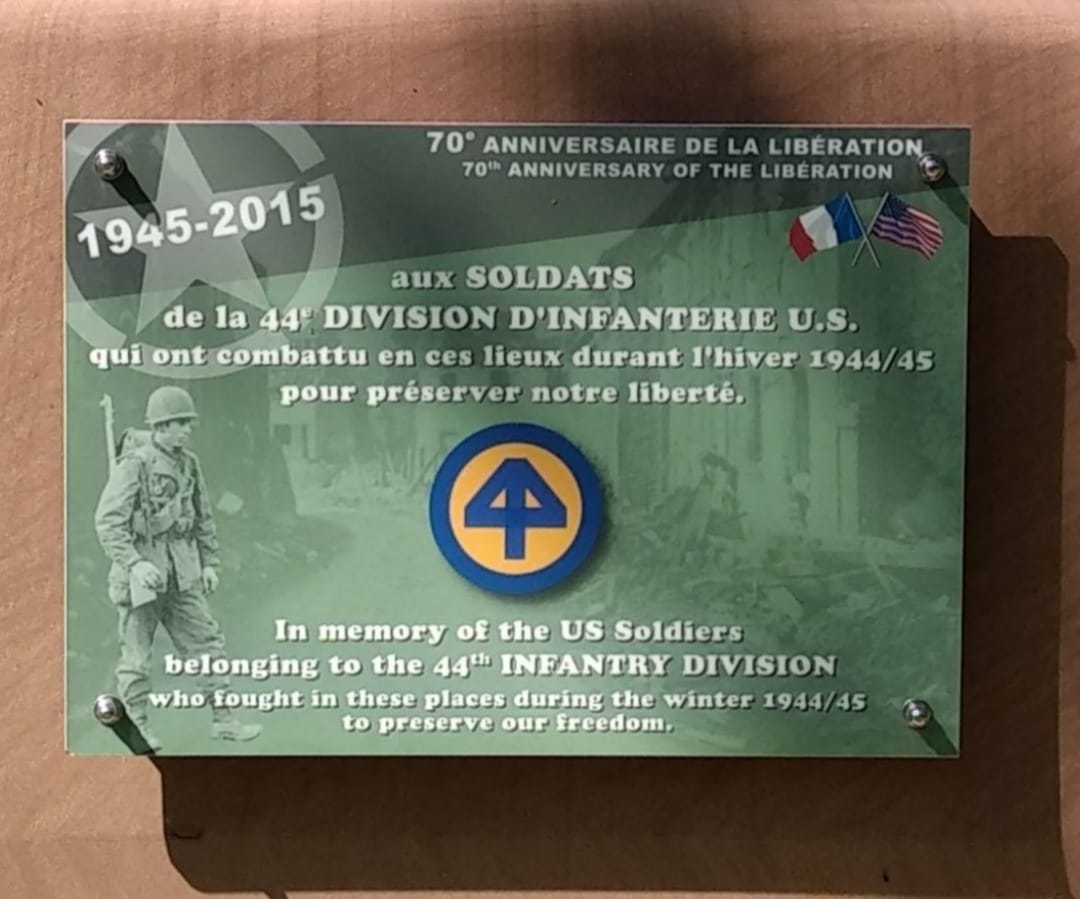 70° ANNIVERSAIRE DE LA LIBÉRATION
70th ANNIVERSARY OF THE LIBÉRATION
1945-2015
aux SOLDATS
de la 44e DIVISION D'INFANTERIE U.S.
qui ont combattu en ces lieux durant l'hiver 1944/45
pour préserver notre liberté.
44
In memory of the US Soldiers
belonging to the 44th INFANTRY DIVISION
who fought in these places during the winter 1944/45
to preserve our freedom.